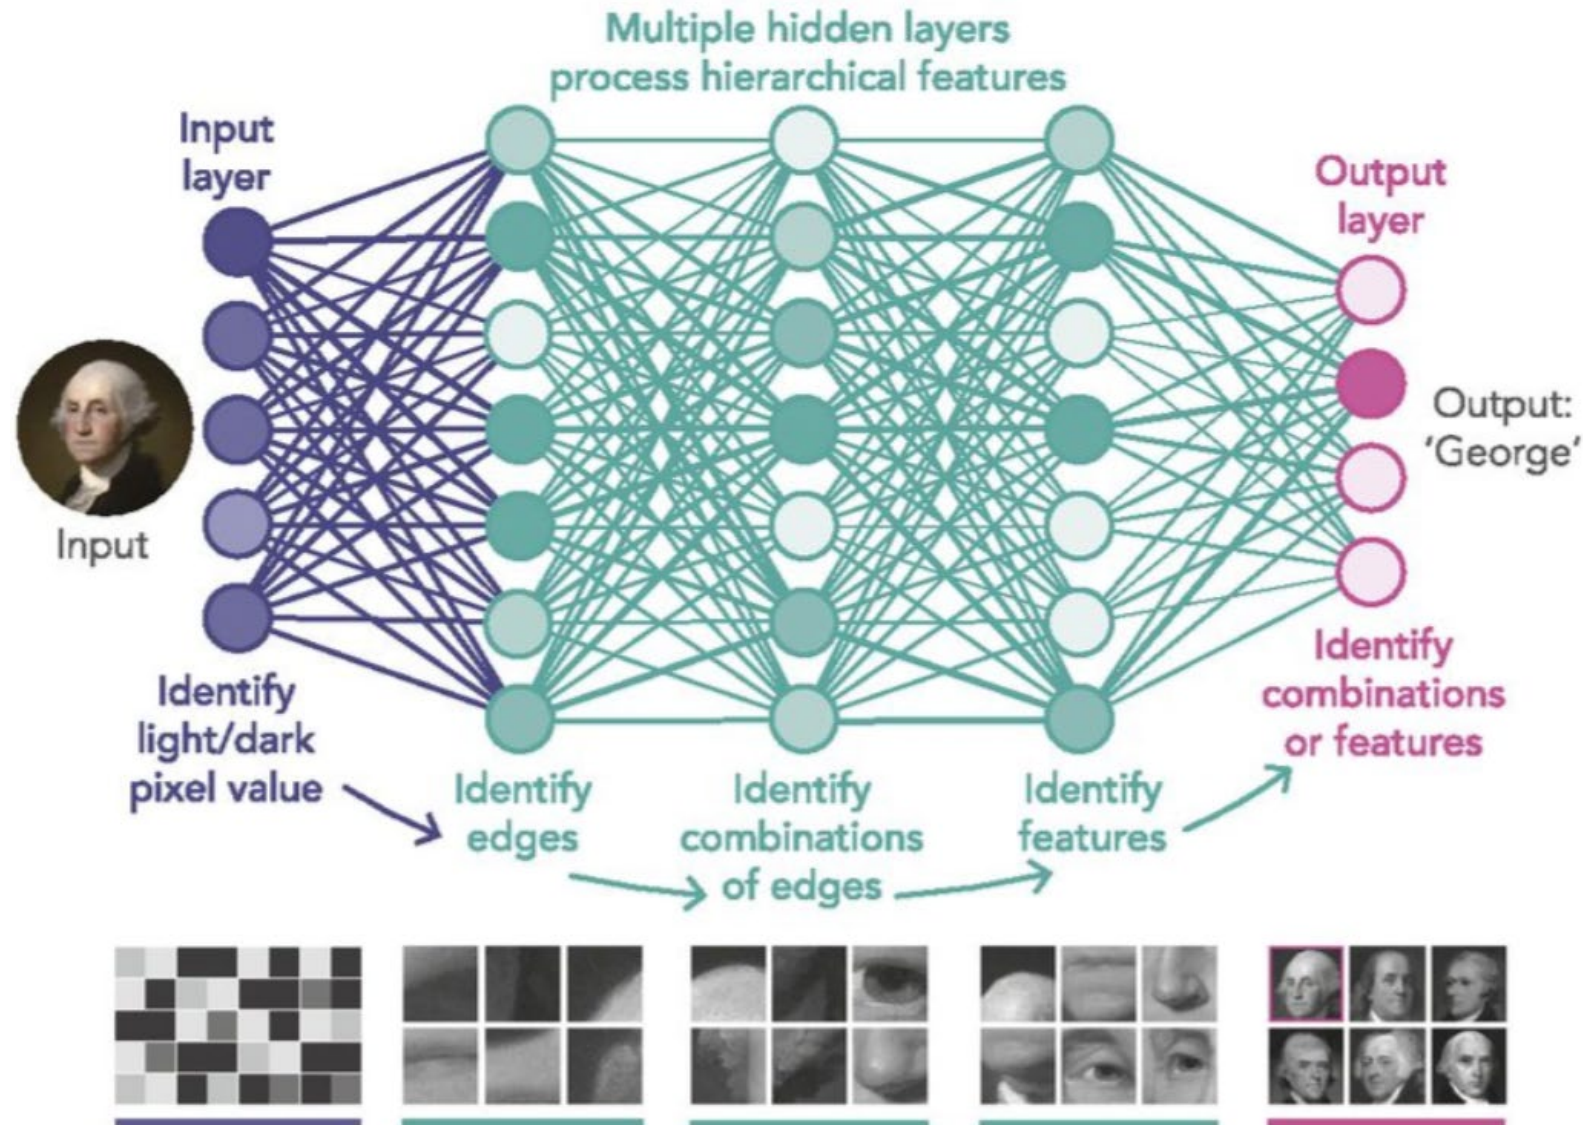 Multiple hidden layers
process hierarchical features
Input
layer
Output
layer
Input
Output:
‘George’
Identify
light/dark
pixel value
Identify
edges
Identify
combinations
of edges
Identify
features
Identify
combinations
or features